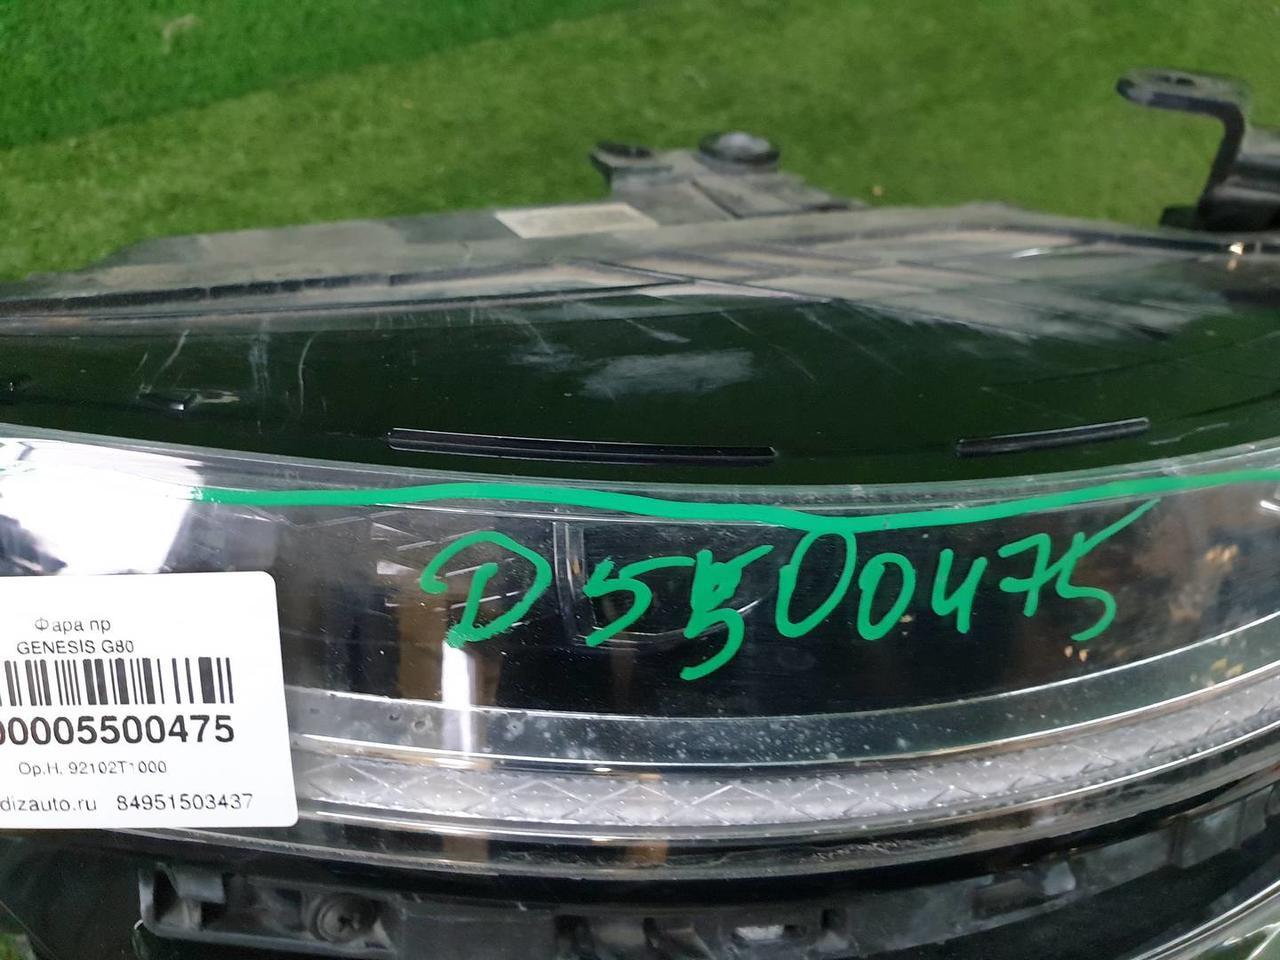 D5500475
Фара пр
GENESIS G80
00005500475
Ор.Н. 92102T1000
dizauto.ru 84951503437